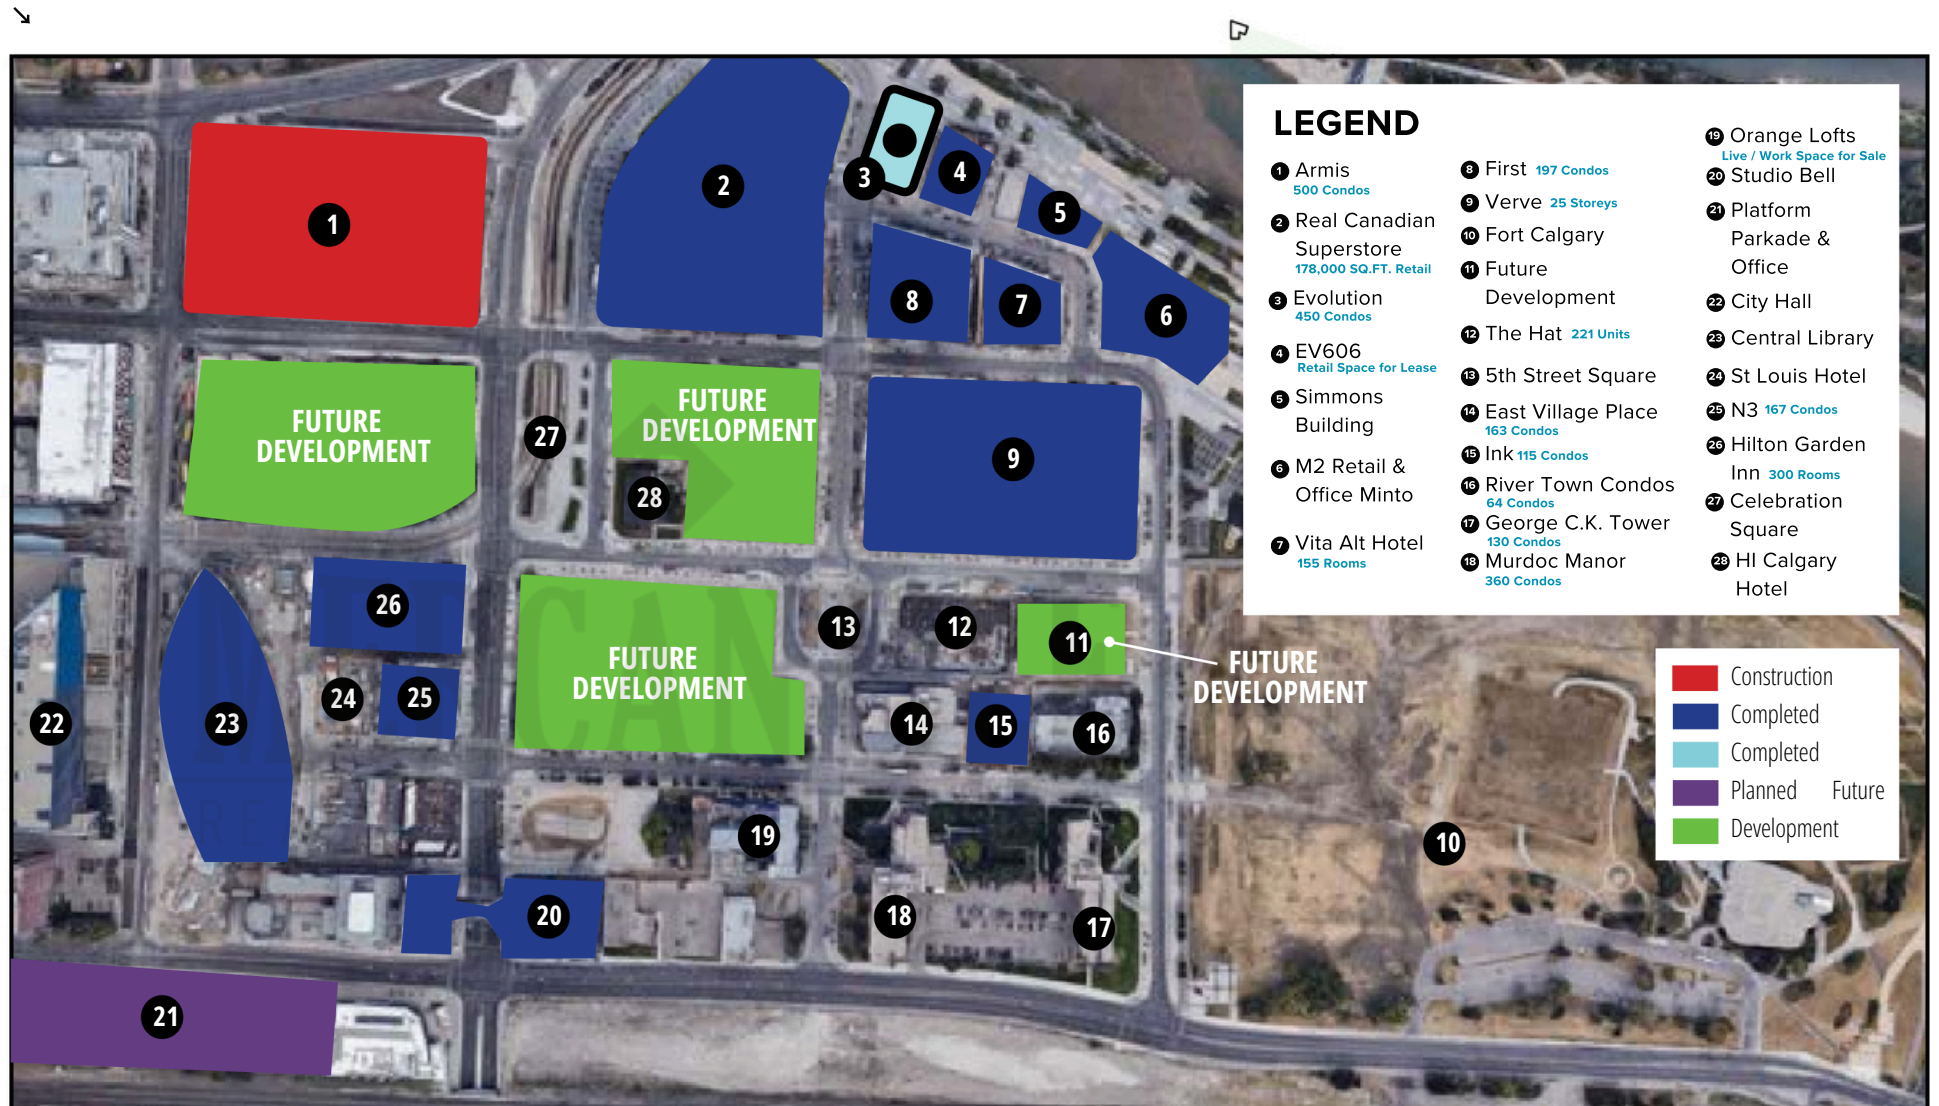 LEGEND
1 Armis
500 Condos
2 Real Canadian
Superstore
178,000 SQ.FT. Retail
3 Evolution
450 Condos
4 EV606
Retail Space for Lease
5 Simmons
Building
6 M2 Retail &
Office Minto
7 Vita Alt Hotel
155 Rooms
8 First 197 Condos
9 Verve 25 Storeys
10 Fort Calgary
11 Future
Development
12 The Hat 221 Units
13 5th Street Square
14 East Village Place
163 Condos
15 Ink 115 Condos
16 River Town Condos
64 Condos
17 George C.K. Tower
130 Condos
18 Murdoc Manor
360 Condos
19 Orange Lofts
Live / Work Space for Sale
20 Studio Bell
21 Platform
Parkade &
Office
22 City Hall
23 Central Library
24 St Louis Hotel
25 N3 167 Condos
26 Hilton Garden
Inn 300 Rooms
27 Celebration
Square
28 HI Calgary
Hotel
1
2
3
4
5
6
7
8
FUTURE
DEVELOPMENT
27
FUTURE
DEVELOPMENT
28
9
26
24
25
22
23
FUTURE
DEVELOPMENT
13
12
11
FUTURE
DEVELOPMENT
14
15
16
19
10
20
18
17
21
Construction
Completed
Completed
Planned Future
Development